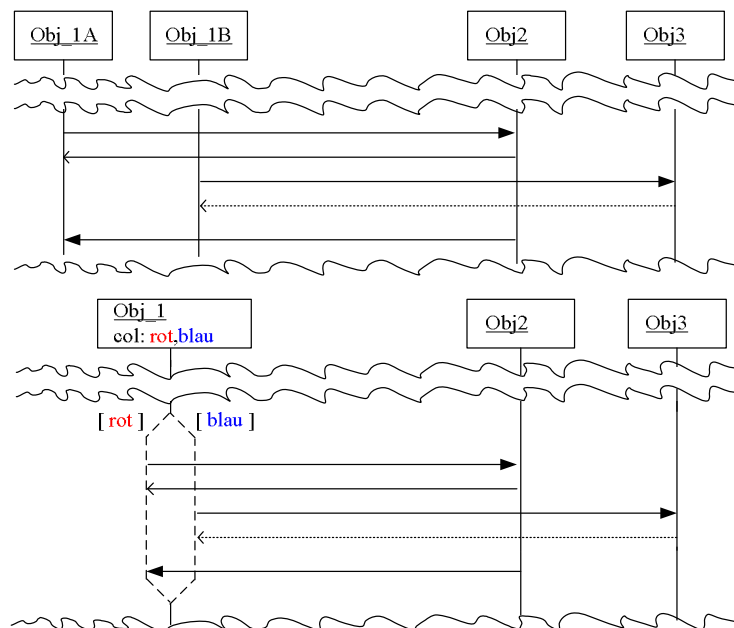 Obj_1A Obj_1B Obj2 Obj3
Obj_1
col: rot,blau
Obj2 Obj3
[ rot ] [ blau ]